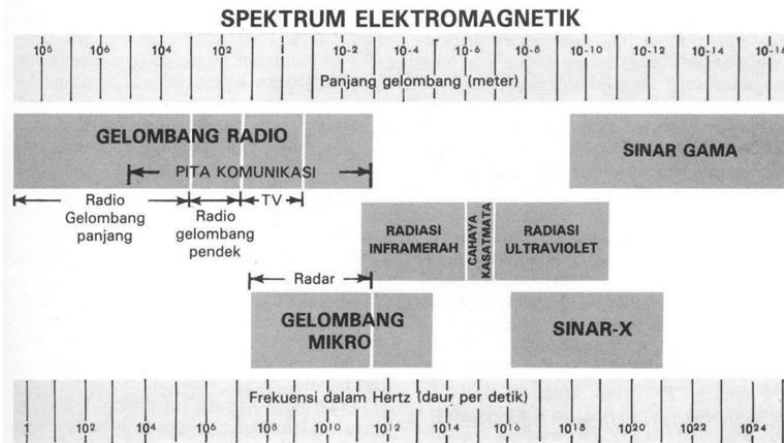 SPEKTRUM ELEKTROMAGNETIK
10⁸ 10⁶ 10⁴ 10² 1 10-2 10-4 10-6 10-8 10-10 10-12 10-14 10-16
Panjang gelombang (meter)
GELOMBANG RADIO
SINAR GAMA
PITA KOMUNIKASI
Radio
Gelombang
panjang
Radio
gelombang
pendek
TV
RADIASI
INFRAMERAH
CAHAYA
KASATMATA
RADIASI
ULTRAVIOLET
Radar
GELOMBANG
MIKRO
SINAR-X
Frekuensi dalam Hertz (daur per detik)
1 10² 10⁴ 10⁶ 10⁸ 10¹⁰ 10¹² 10¹⁴ 10¹⁶ 10¹⁸ 10²⁰ 10²² 10²⁴